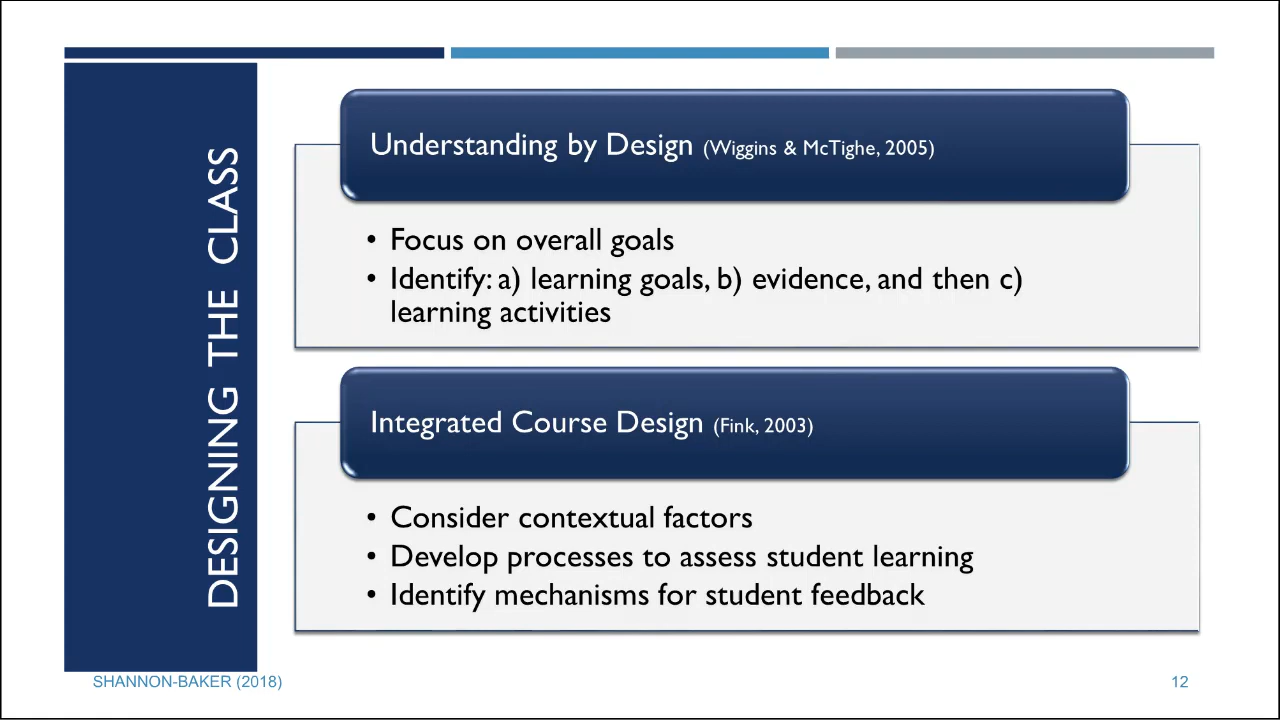 DESIGNING THE CLASS
Understanding by Design (Wiggins & McTighe, 2005)
• Focus on overall goals
• Identify: a) learning goals, b) evidence, and then c)
learning activities
Integrated Course Design (Fink, 2003)
• Consider contextual factors
• Develop processes to assess student learning
• Identify mechanisms for student feedback
SHANNON-BAKER (2018)
12